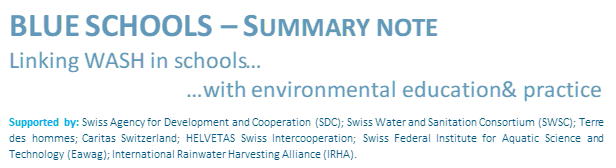 BLUE SCHOOLS – SUMMARY NOTE
Linking WASH in schools...
...with environmental education& practice
Supported by: Swiss Agency for Development and Cooperation (SDC); Swiss Water and Sanitation Consortium (SWSC); Terre
des hommes; Caritas Switzerland; HELVETAS Swiss Intercooperation; Swiss Federal Institute for Aquatic Science and
Technology (Eawag); International Rainwater Harvesting Alliance (IRHA).